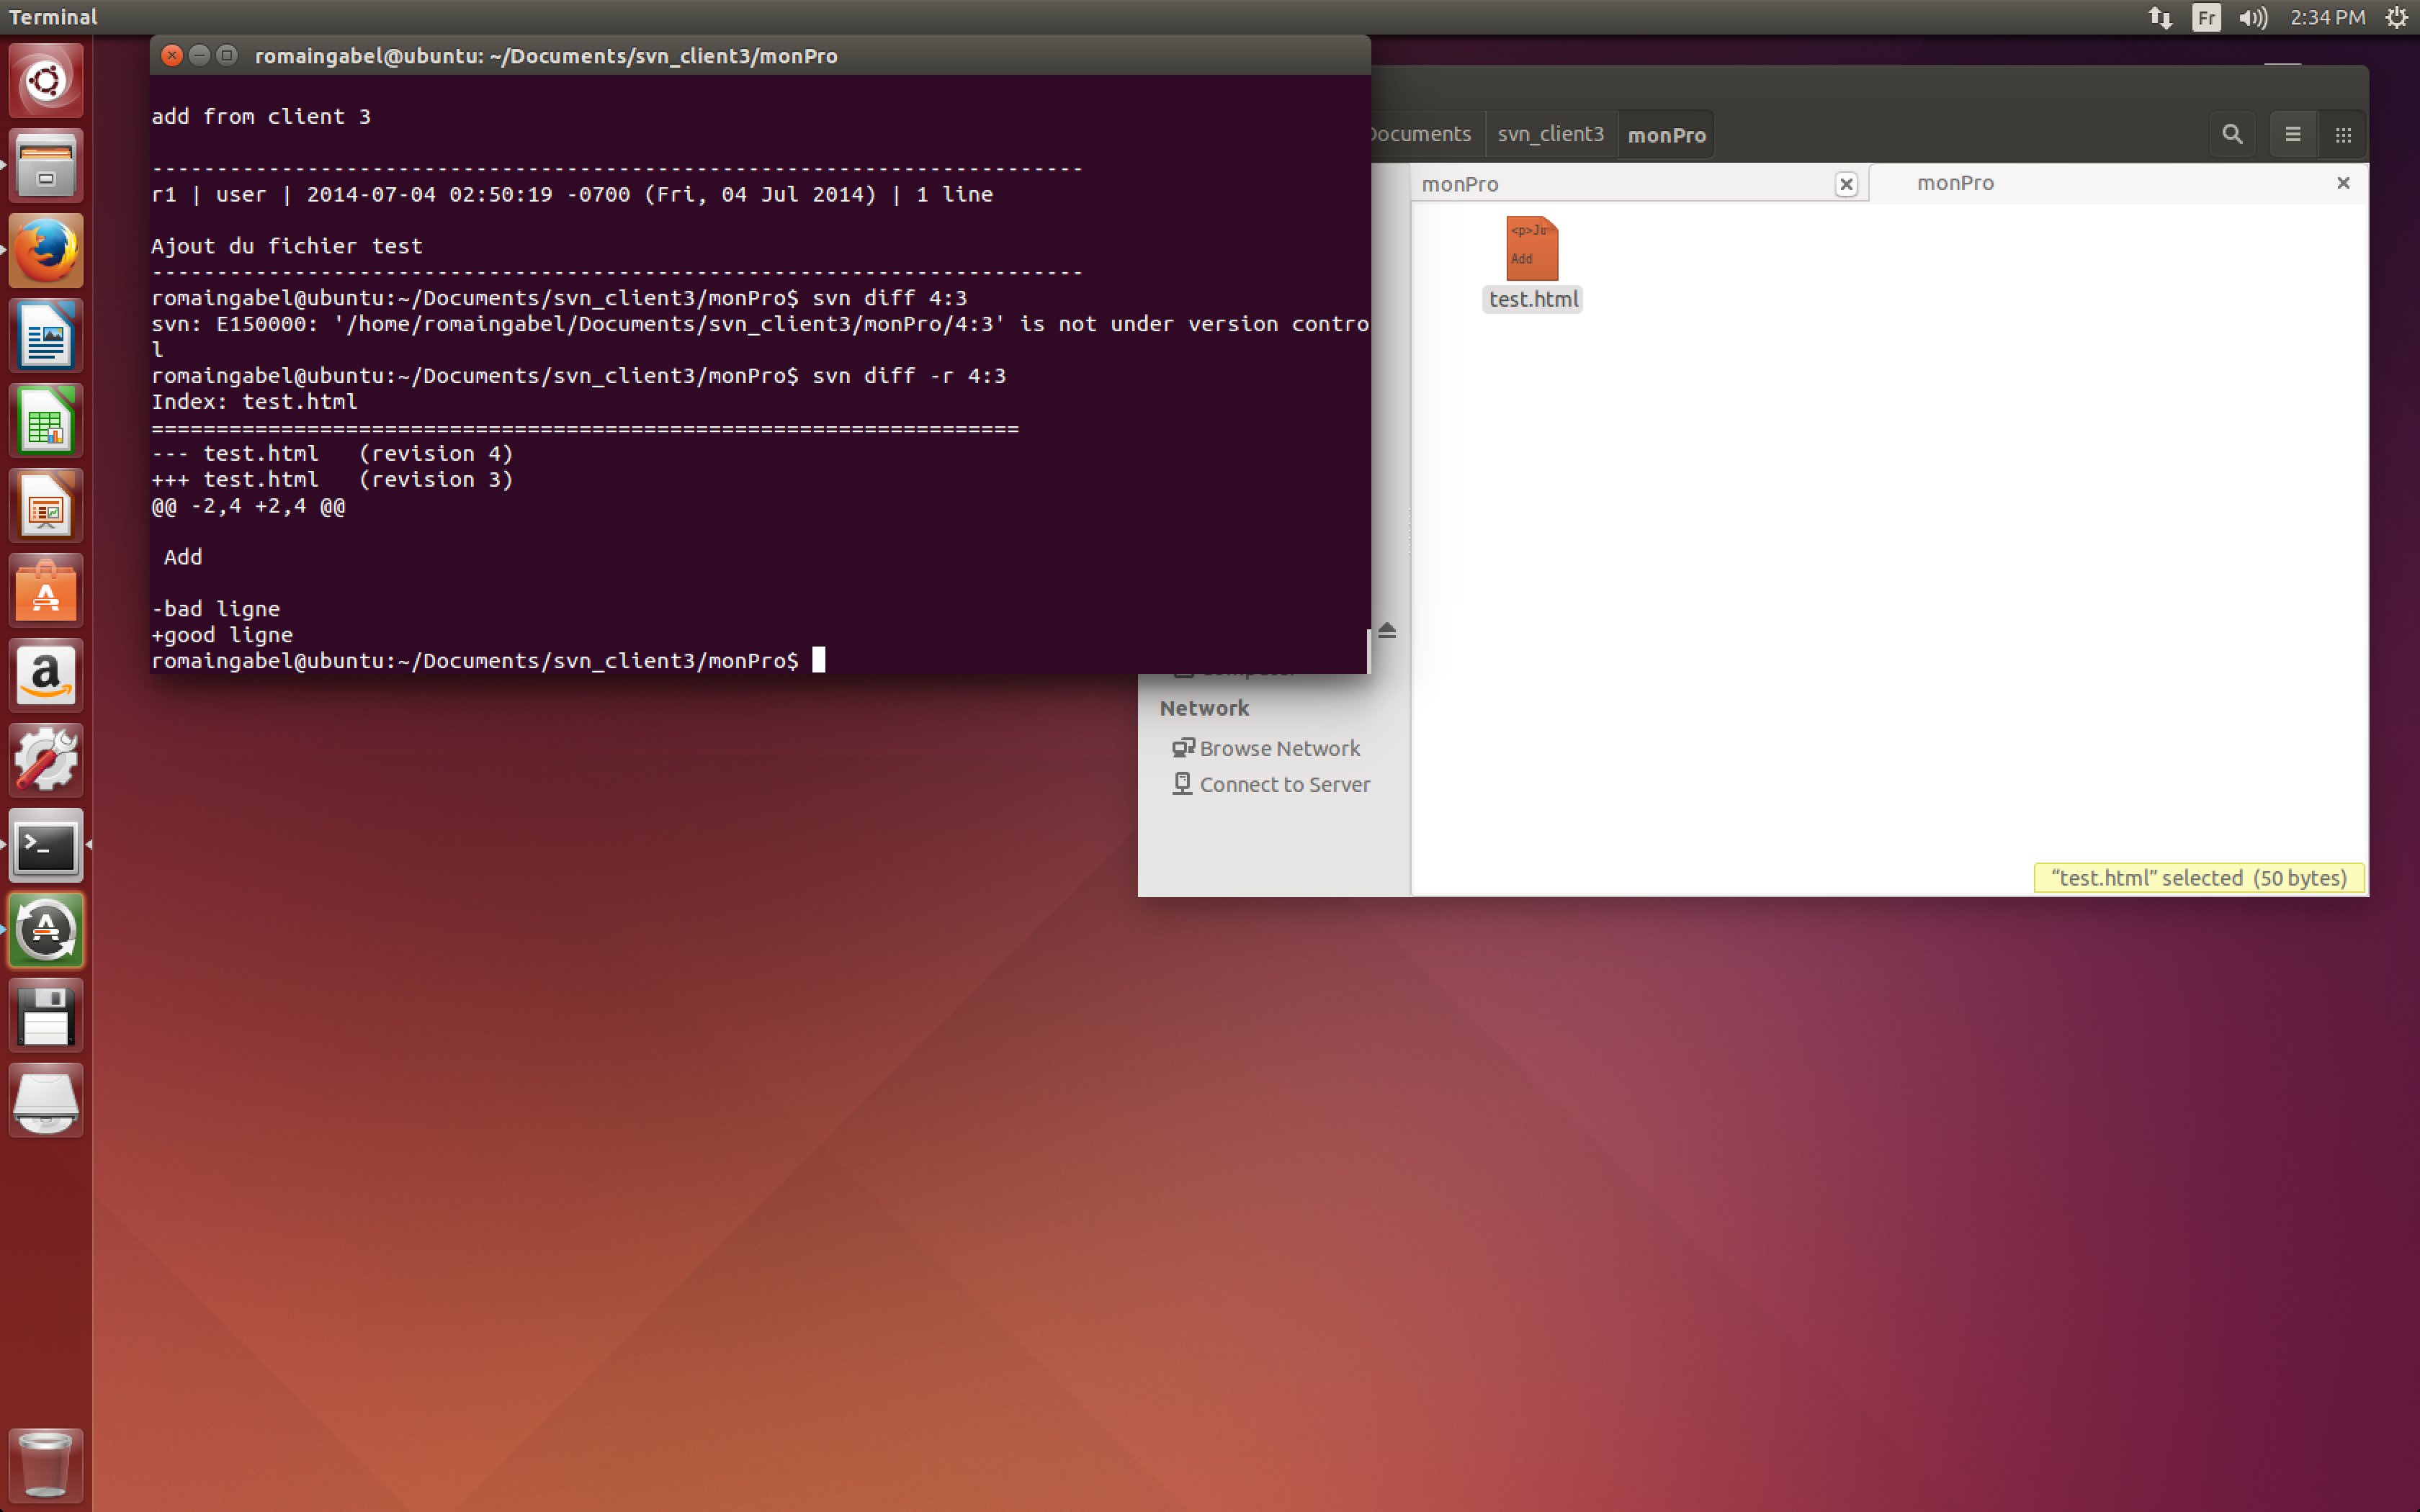 Terminal
Fr
2:34 PM
romaingabel@ubuntu: ~/Documents/svn_client3/monPro
add from client 3
------------------------------------------------------------------------
r1 | user | 2014-07-04 02:50:19 -0700 (Fri, 04 Jul 2014) | 1 line
Ajout du fichier test
------------------------------------------------------------------------
romaingabel@ubuntu:~/Documents/svn_client3/monPro$ svn diff 4:3
svn: E150000: '/home/romaingabel/Documents/svn_client3/monPro/4:3' is not under version contro
l
romaingabel@ubuntu:~/Documents/svn_client3/monPro$ svn diff -r 4:3
Index: test.html
===================================================================
--- test.html   (revision 4)
+++ test.html   (revision 3)
@@ -2,4 +2,4 @@
 Add
-bad ligne
+good ligne
romaingabel@ubuntu:~/Documents/svn_client3/monPro$
Documents svn_client3 monPro
monPro monPro
<p>Ju
Add
test.html
Network
Browse Network
Connect to Server
“test.html” selected (50 bytes)